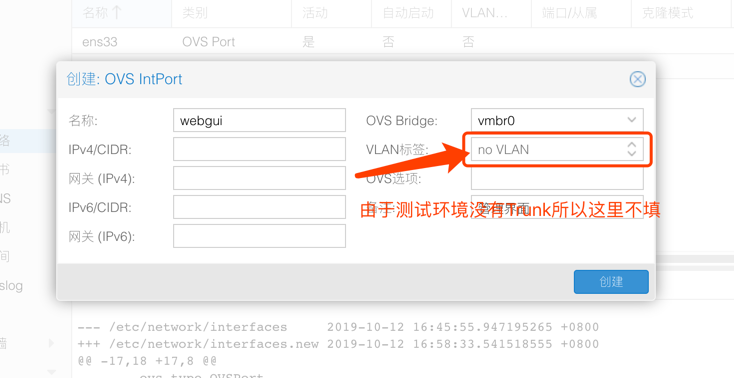 名称 类别 活动 自动启动 VLAN... 端口/从属 克隆模式
ens33 OVS Port 是 否 否
创建: OVS IntPort
名称: webgui OVS Bridge: vmbr0
IPv4/CIDR: VLAN标签: no VLAN
网关 (IPv4): OVS选项:
IPv6/CIDR: 管理界面
由于测试环境没有Trunk所以这里不填
网关 (IPv6):
创建
slog
--- /etc/network/interfaces 2019-10-12 16:45:55.947195265 +0800
+++ /etc/network/interfaces.new 2019-10-12 16:58:33.541518555 +0800
@@ -17,18 +17,8 @@
ovs_type OVSPort